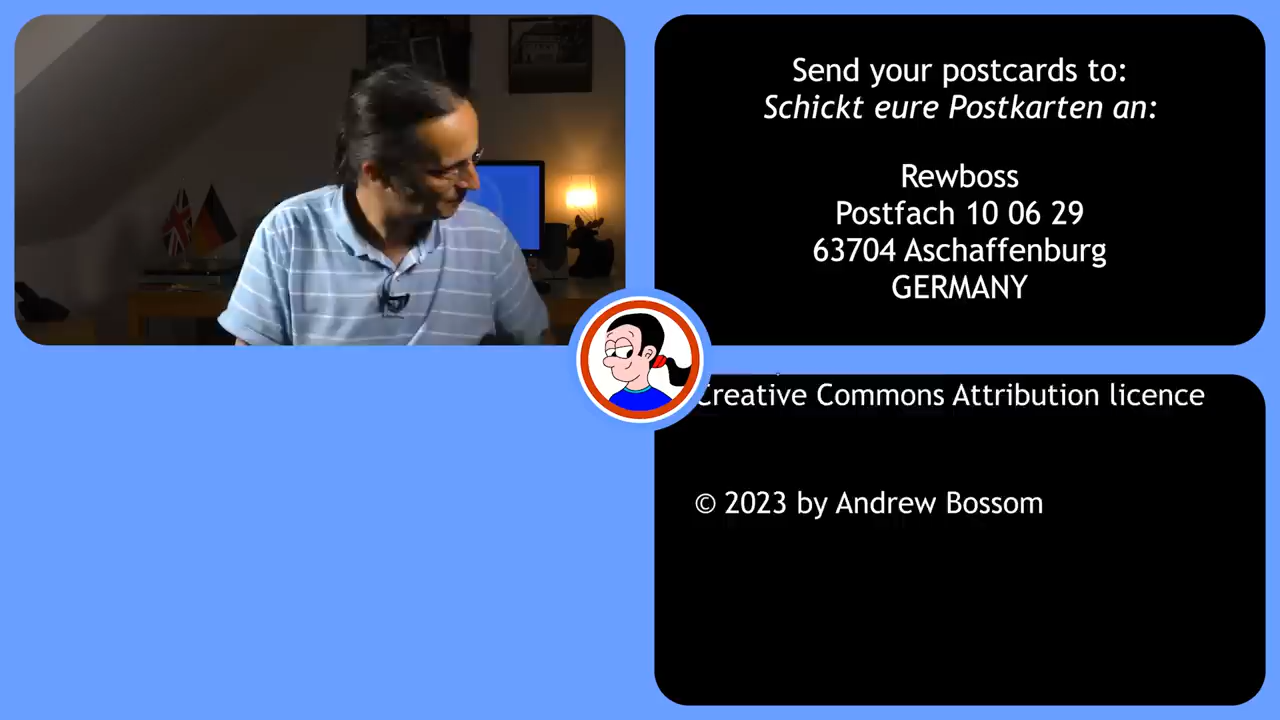 Send your postcards to:
Schickt eure Postkarten an:
Rewboss
Postfach 10 06 29
63704 Aschaffenburg
GERMANY
Creative Commons Attribution licence
© 2023 by Andrew Bossom